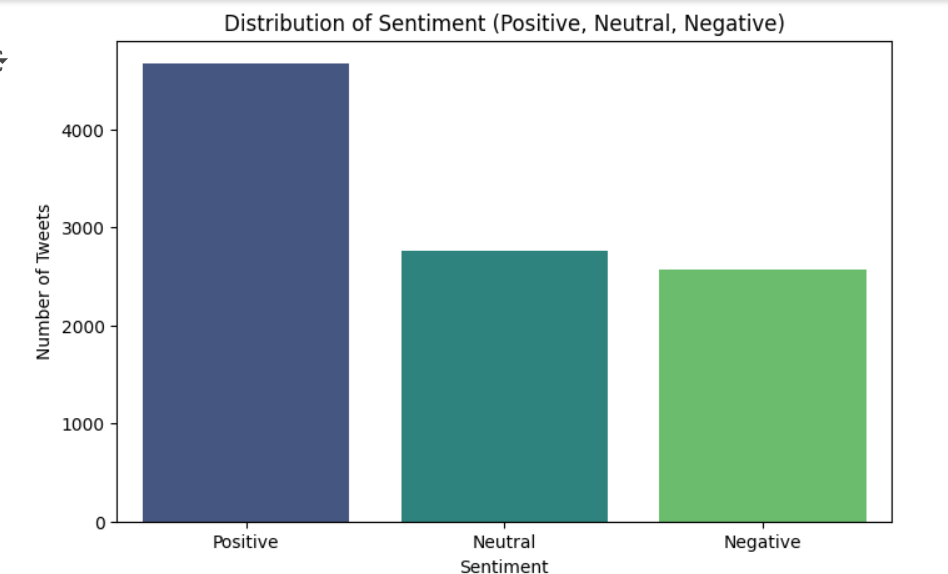 Distribution of Sentiment (Positive, Neutral, Negative)
Number of Tweets
4000
3000
2000
1000
0
Positive
Neutral
Negative
Sentiment